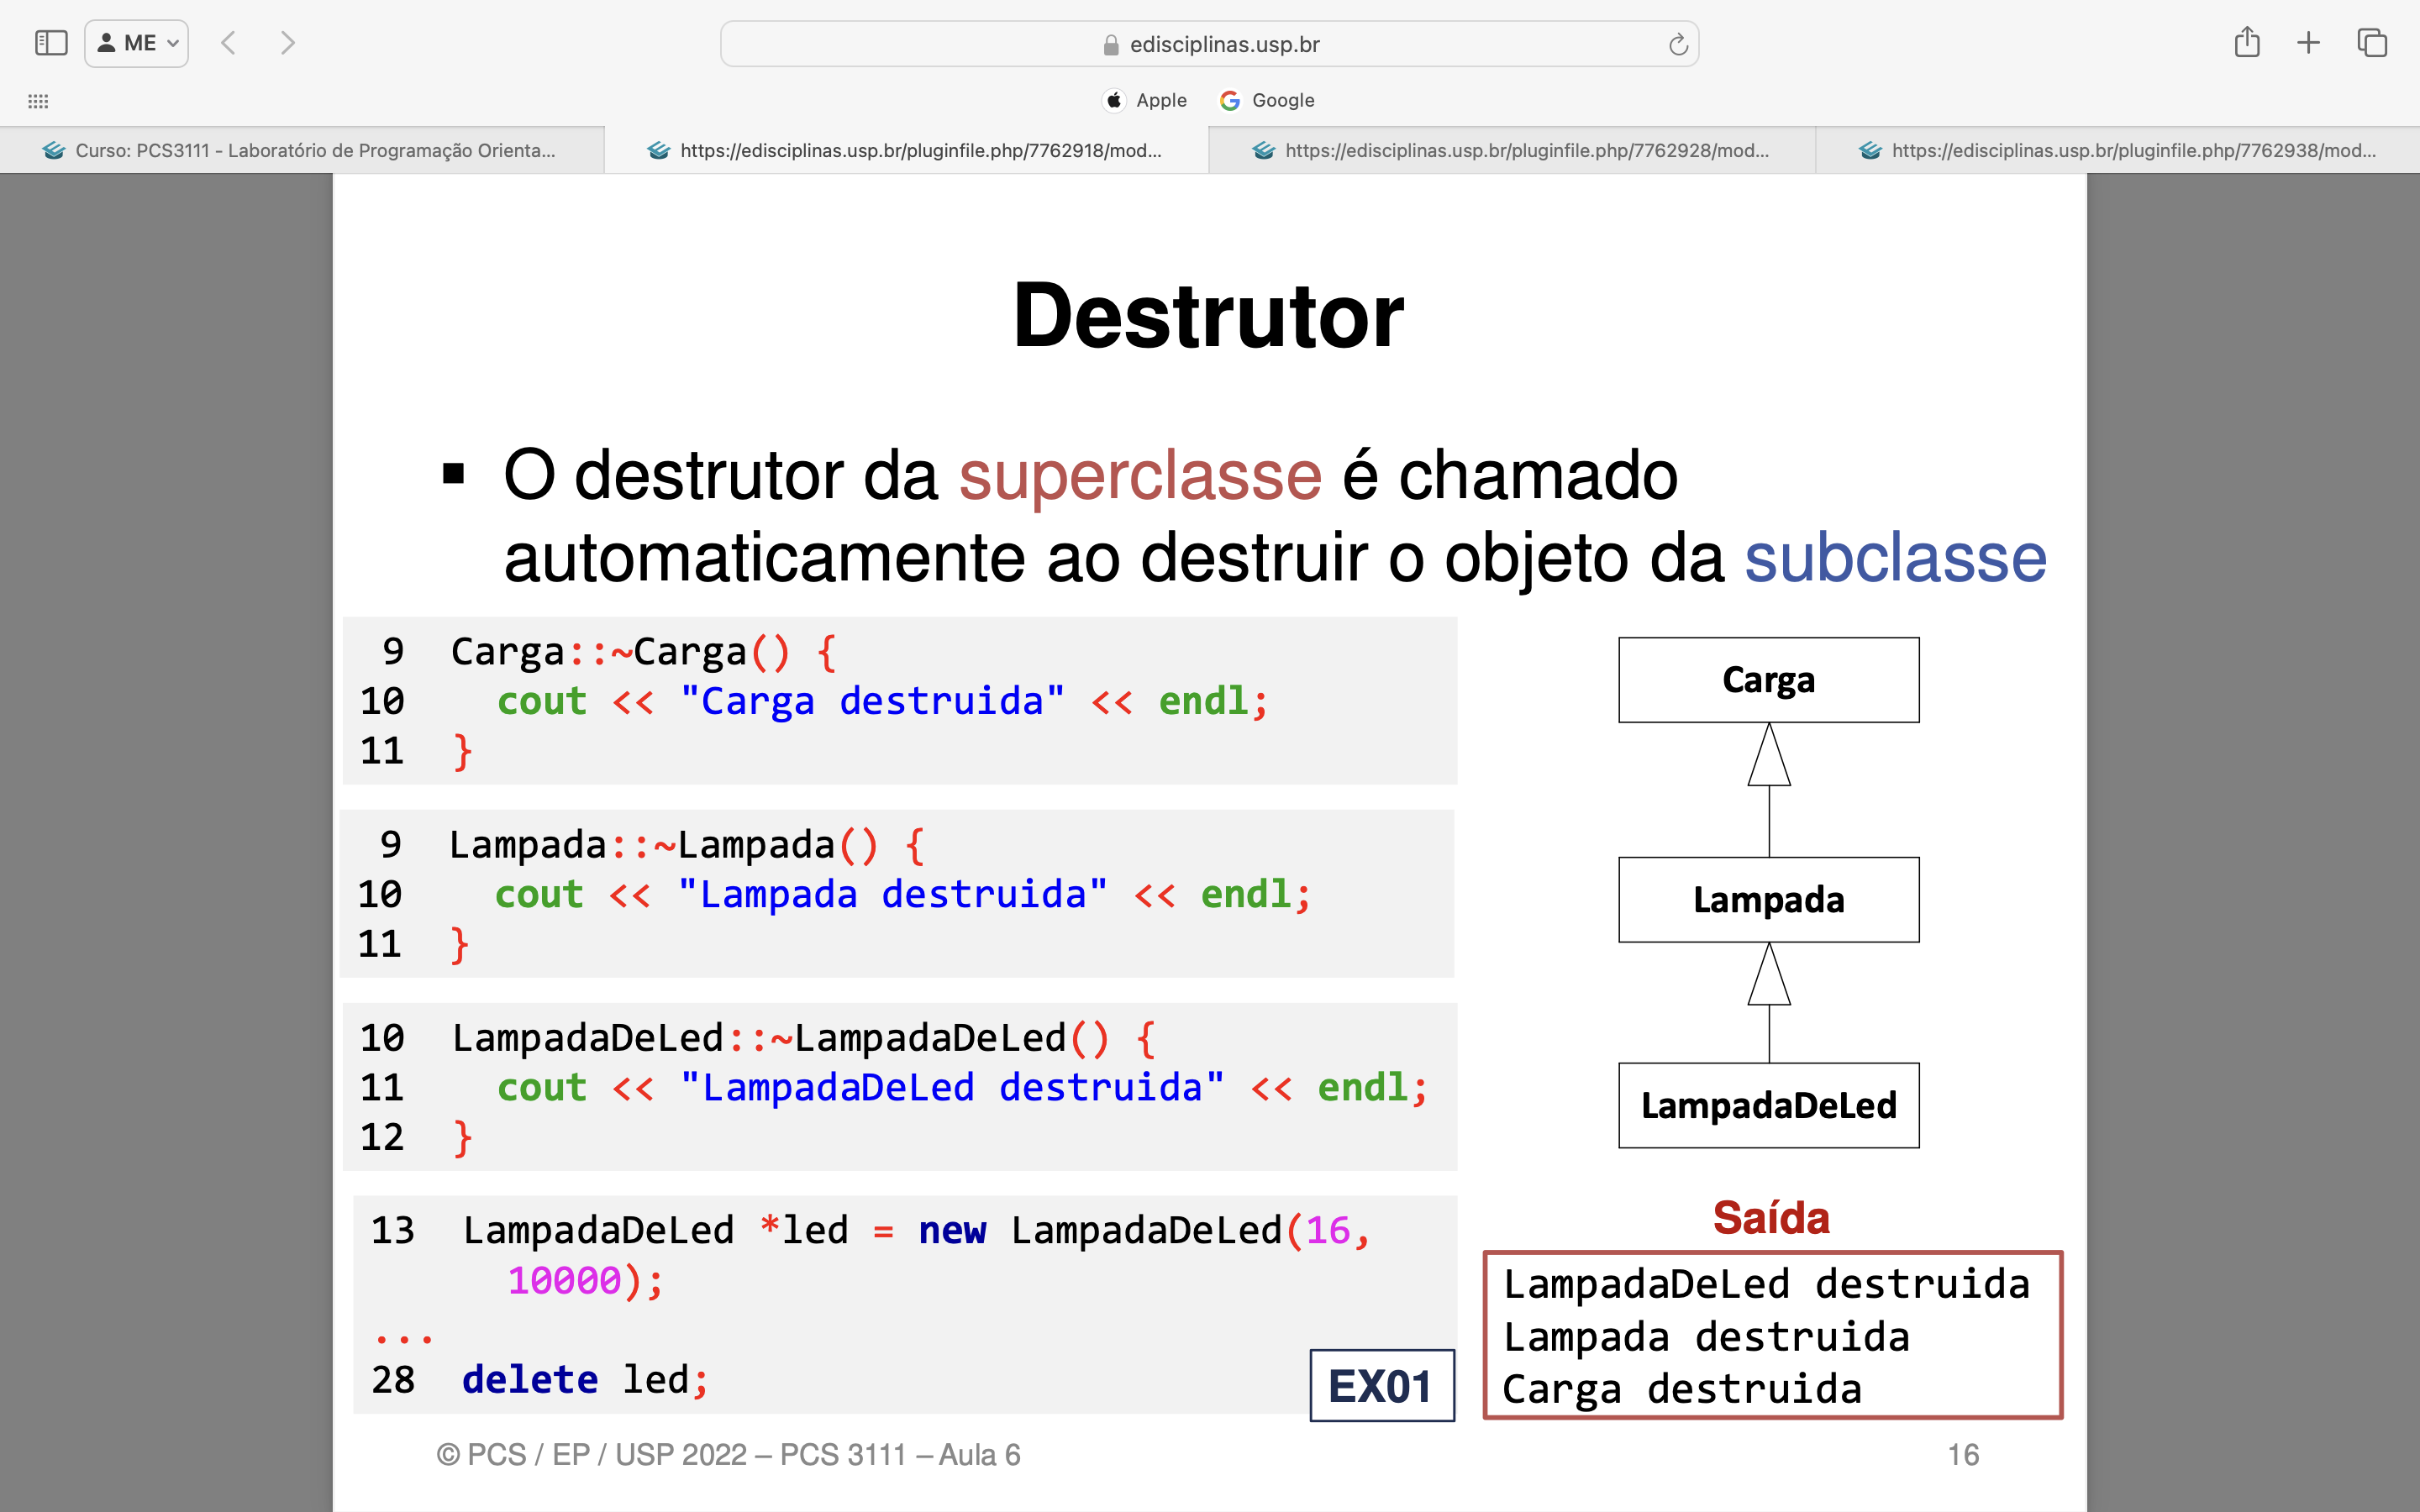 ME
edisciplinas.usp.br
Apple
Google
Curso: PCS3111 - Laboratório de Programação Orienta...
https://edisciplinas.usp.br/pluginfile.php/7762918/mod...
https://edisciplinas.usp.br/pluginfile.php/7762928/mod...
https://edisciplinas.usp.br/pluginfile.php/7762938/mod...
Destrutor
■ O destrutor da superclasse é chamado
automaticamente ao destruir o objeto da subclasse
9 Carga::~Carga() {
10 cout << "Carga destruida" << endl;
11 }
9 Lampada::~Lampada() {
10 cout << "Lampada destruida" << endl;
11 }
10 LampadaDeLed::~LampadaDeLed() {
11 cout << "LampadaDeLed destruida" << endl;
12 }
13 LampadaDeLed *led = new LampadaDeLed(16,
10000);
...
28 delete led;
EX01
Carga
Lampada
LampadaDeLed
Saída
LampadaDeLed destruida
Lampada destruida
Carga destruida
© PCS / EP / USP 2022 – PCS 3111 – Aula 6
16